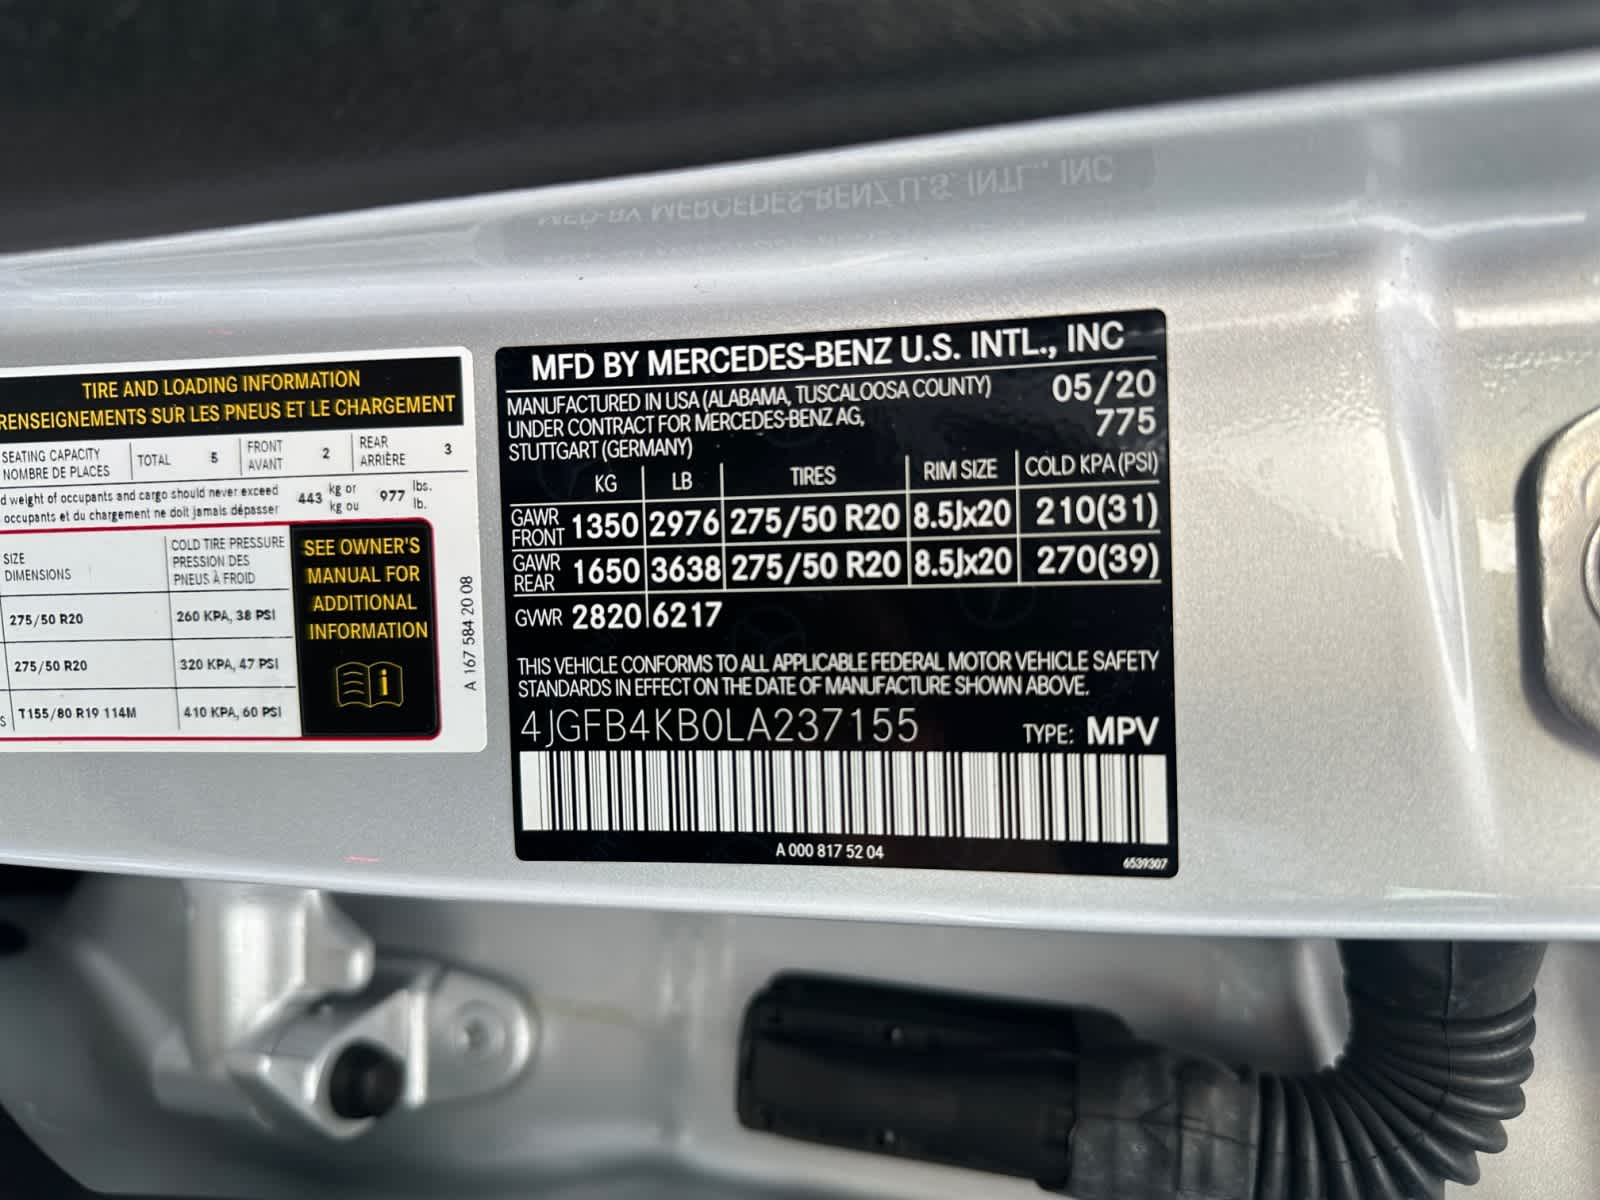 TIRE AND LOADING INFORMATION
RENSEIGNEMENTS SUR LES PNEUS ET LE CHARGEMENT
SEATING CAPACITY
NOMBRE DE PLACES
TOTAL 5
FRONT
AVANT
2
REAR
ARRIÈRE
3
d weight of occupants and cargo should never exceed
occupants et du chargement ne doit jamais dépasser
443 kg or
kg ou
977 lbs.
lb.
SIZE
DIMENSIONS
COLD TIRE PRESSURE
PRESSION DES
PNEUS À FROID
275/50 R20 260 KPA, 38 PSI
275/50 R20 320 KPA, 47 PSI
S T155/80 R19 114M 410 KPA, 60 PSI
SEE OWNER'S
MANUAL FOR
ADDITIONAL
INFORMATION
i
A 167 584 20 08
MFD BY MERCEDES-BENZ U.S. INTL., INC
MANUFACTURED IN USA (ALABAMA, TUSCALOOSA COUNTY) 05/20
UNDER CONTRACT FOR MERCEDES-BENZ AG, 775
STUTTGART (GERMANY)
KG LB TIRES RIM SIZE COLD KPA (PSI)
GAWR
FRONT
1350 2976 275/50 R20 8.5Jx20 210(31)
GAWR
REAR
1650 3638 275/50 R20 8.5Jx20 270(39)
GVWR 2820 6217
THIS VEHICLE CONFORMS TO ALL APPLICABLE FEDERAL MOTOR VEHICLE SAFETY
STANDARDS IN EFFECT ON THE DATE OF MANUFACTURE SHOWN ABOVE.
4JGFB4KB0LA237155 TYPE: MPV
A 000 817 52 04
6539307